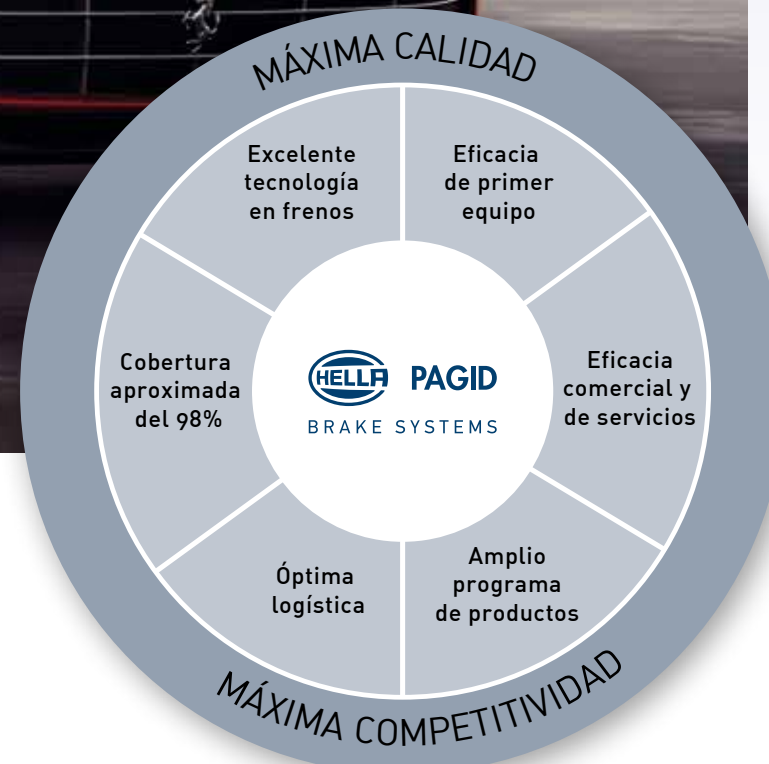 MÁXIMA CALIDAD
Excelente
tecnología
en frenos
Eficacia
de primer
equipo
Cobertura
aproximada
del 98%
HELLA PAGID
BRAKE SYSTEMS
Eficacia
comercial y
de servicios
Óptima
logística
Amplio
programa
de productos
MÁXIMA COMPETITIVIDAD